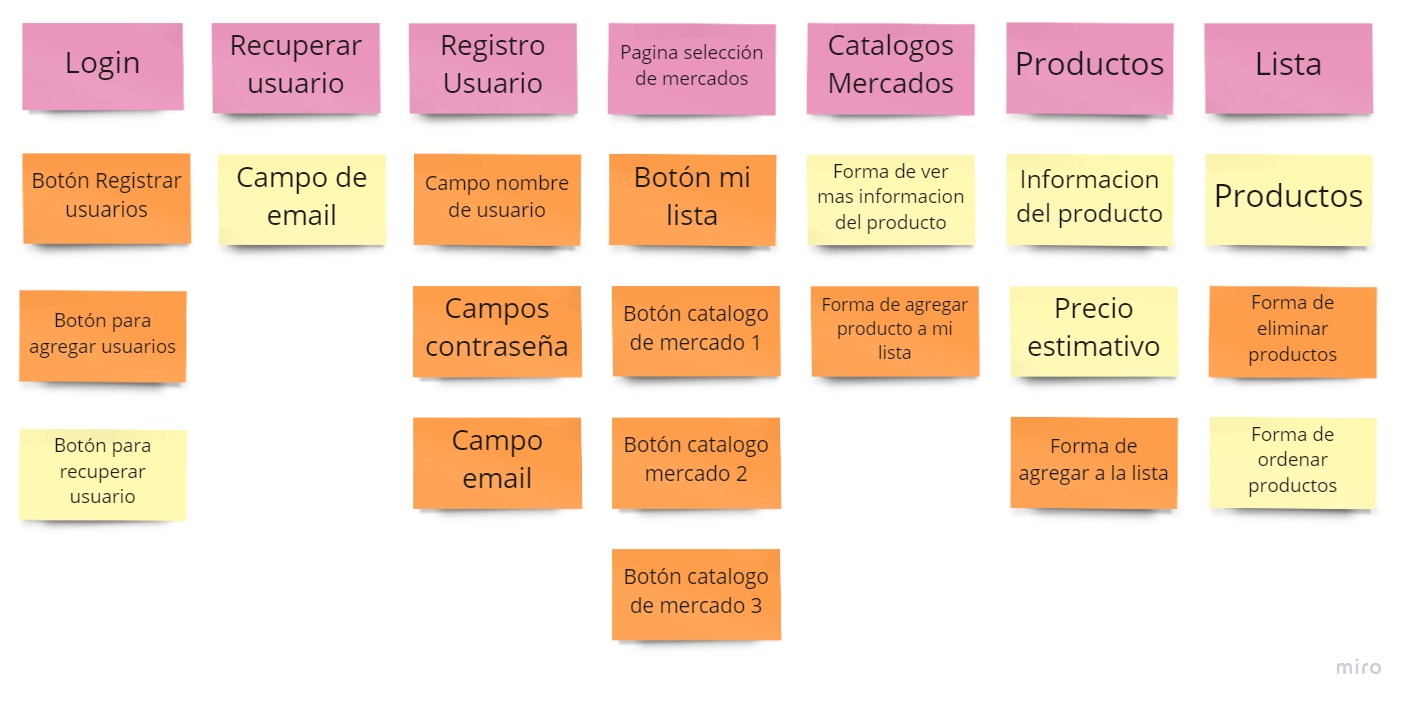 Login
Recuperar
usuario
Registro
Usuario
Pagina selección
de mercados
Catalogos
Mercados
Productos
Lista
Botón Registrar
usuarios
Campo de
email
Campo nombre
de usuario
Botón mi
lista
Forma de ver
mas informacion
del producto
Informacion
del producto
Productos
Botón para
agregar usuarios
Campos
contraseña
Botón catalogo
de mercado 1
Forma de agregar
producto a mi
lista
Precio
estimativo
Forma de
eliminar
productos
Botón para
recuperar
usuario
Campo
email
Botón catalogo
mercado 2
Forma de
agregar a la lista
Forma de
ordenar
productos
Botón catalogo
de mercado 3
miro